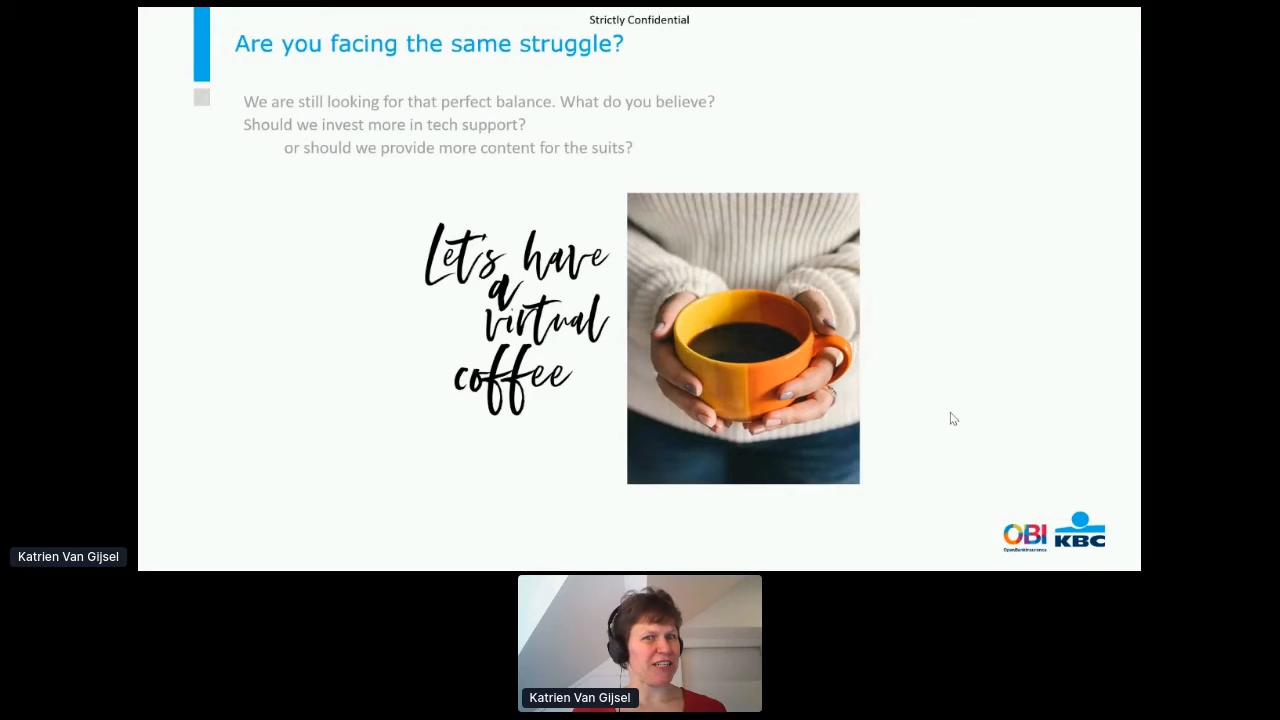 Strictly Confidential
Are you facing the same struggle?
We are still looking for that perfect balance. What do you believe?
Should we invest more in tech support?
or should we provide more content for the suits?
Let's have
a
virtual
coffee
OBI
OpenBankInsurance
KBC
Katrien Van Gijsel
Katrien Van Gijsel